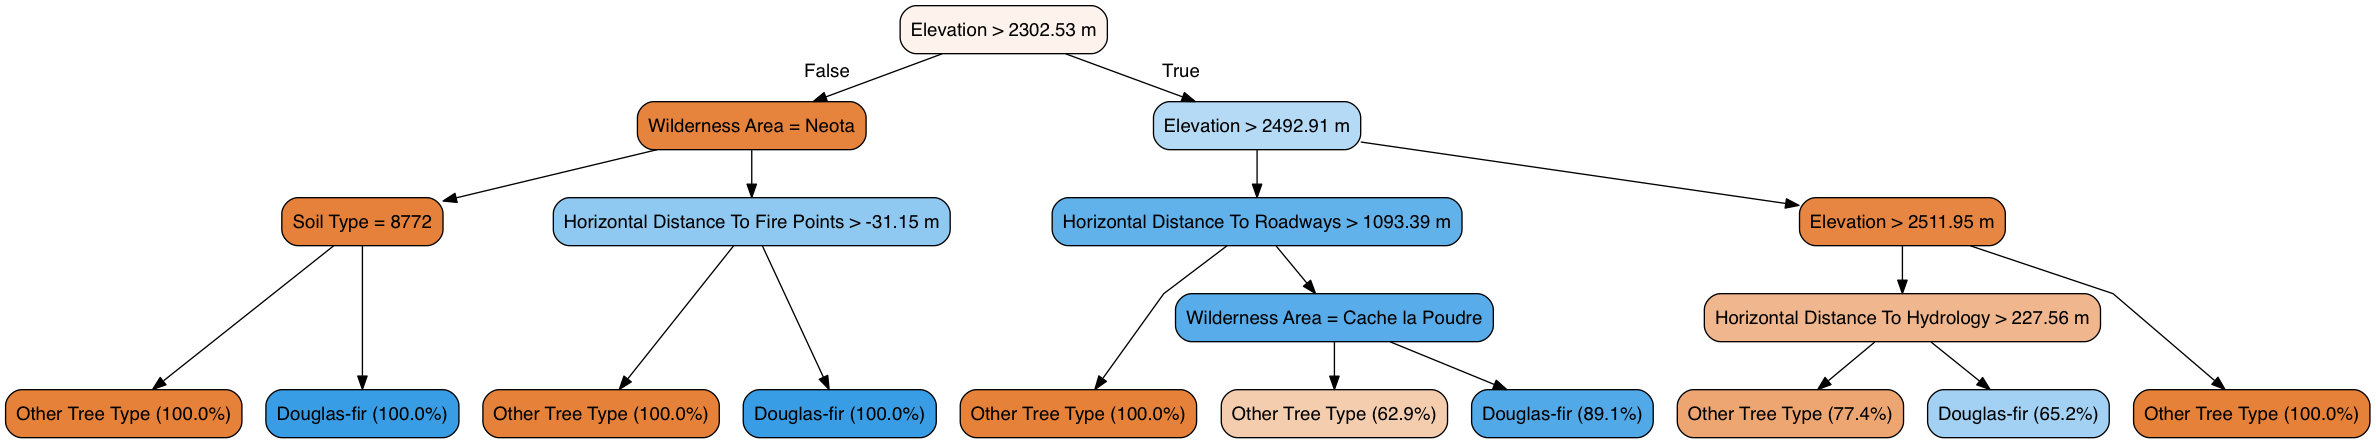 Elevation > 2302.53 m
False
True
Wilderness Area = Neota
Elevation > 2492.91 m
Soil Type = 8772
Horizontal Distance To Fire Points > -31.15 m
Horizontal Distance To Roadways > 1093.39 m
Elevation > 2511.95 m
Wilderness Area = Cache la Poudre
Horizontal Distance To Hydrology > 227.56 m
Other Tree Type (100.0%)
Douglas-fir (100.0%)
Other Tree Type (100.0%)
Douglas-fir (100.0%)
Other Tree Type (100.0%)
Other Tree Type (62.9%)
Douglas-fir (89.1%)
Other Tree Type (77.4%)
Douglas-fir (65.2%)
Other Tree Type (100.0%)